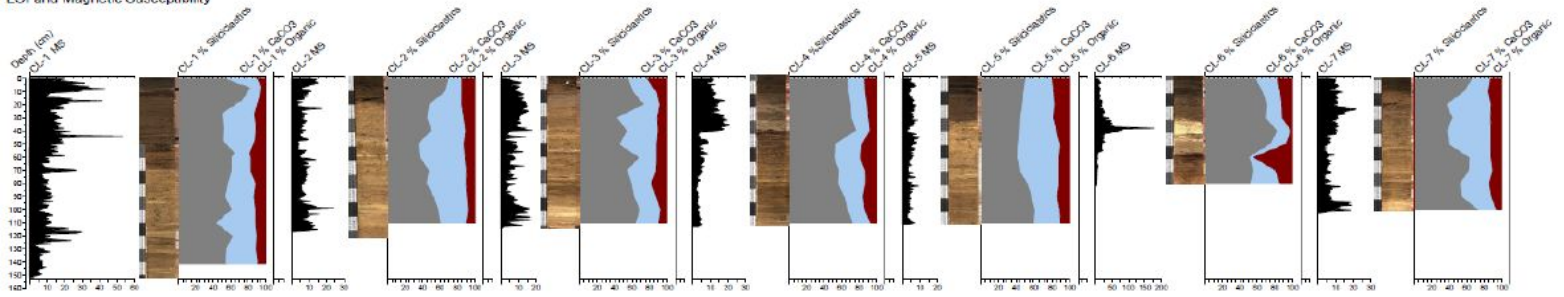 LOI and Magnetic Susceptibility
Depth (cm)
CL-1 MS
CL-1 % Siliciclastics
CL-1 % CaCO3
CL-1 % Organic
CL-2 MS
CL-2 % Siliciclastics
CL-2 % CaCO3
CL-2 % Organic
CL-3 MS
CL-3 % Siliciclastics
CL-3 % CaCO3
CL-3 % Organic
CL-4 MS
CL-4 %Siliciclastics
CL-4 % CaCO3
CL-4 % Organic
CL-5 MS
CL-5 % Siliciclastics
CL-5 % CaCO3
CL-5 % Organic
CL-6 MS
CL-6 % Siliciclastics
CL-6 % CaCO3
CL-6 % Organic
CL-7 MS
CL-7 % Siliciclastics
CL-7 % CaCO3
CL-7 % Organic
0
10
20
30
40
50
60
70
80
90
100
110
120
130
140
150
160
10 20 30 40 50 60
20 40 60 80 100
10 20 30
20 40 60 80 100
10 20
20 40 60 80 100
10 20 30
20 40 60 80 100
10 20
20 40 60 80 100
50 100 150 200
20 40 60 80 100
10 20 30
20 40 60 80 100